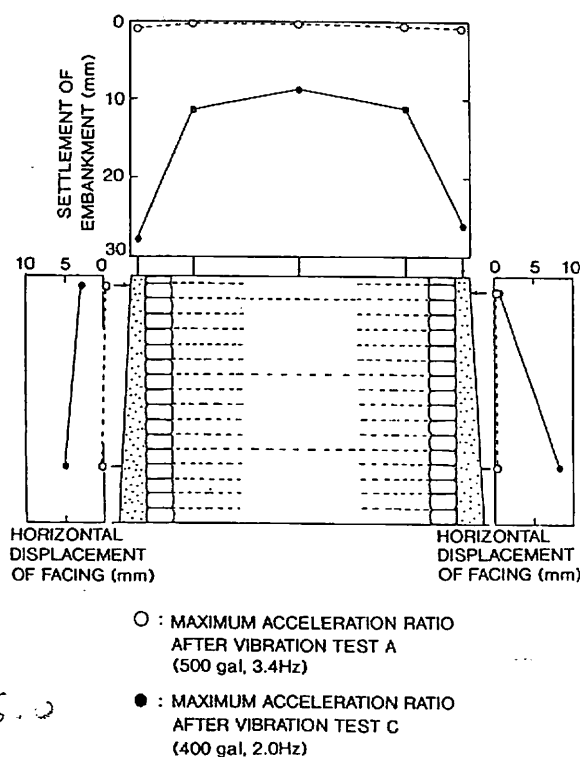 0
10
20
30
SETTLEMENT OF
EMBANKMENT (mm)
10 5 0
0 5 10
HORIZONTAL
DISPLACEMENT
OF FACING (mm)
HORIZONTAL
DISPLACEMENT
OF FACING (mm)
○ : MAXIMUM ACCELERATION RATIO
AFTER VIBRATION TEST A
(500 gal, 3.4Hz)
● : MAXIMUM ACCELERATION RATIO
AFTER VIBRATION TEST C
(400 gal, 2.0Hz)